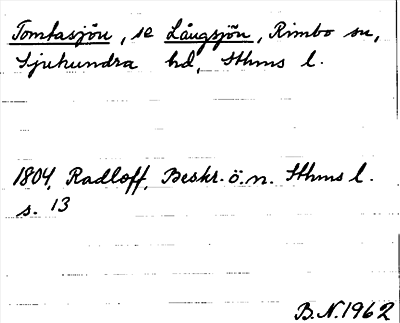 Tomtasjön, se Långsjön, Rimbo sn,
Sjuhundra hd, Sthms l.
1804, Radloff, Beskr. ö. n. Sthms l.
s. 13
B.N. 1962